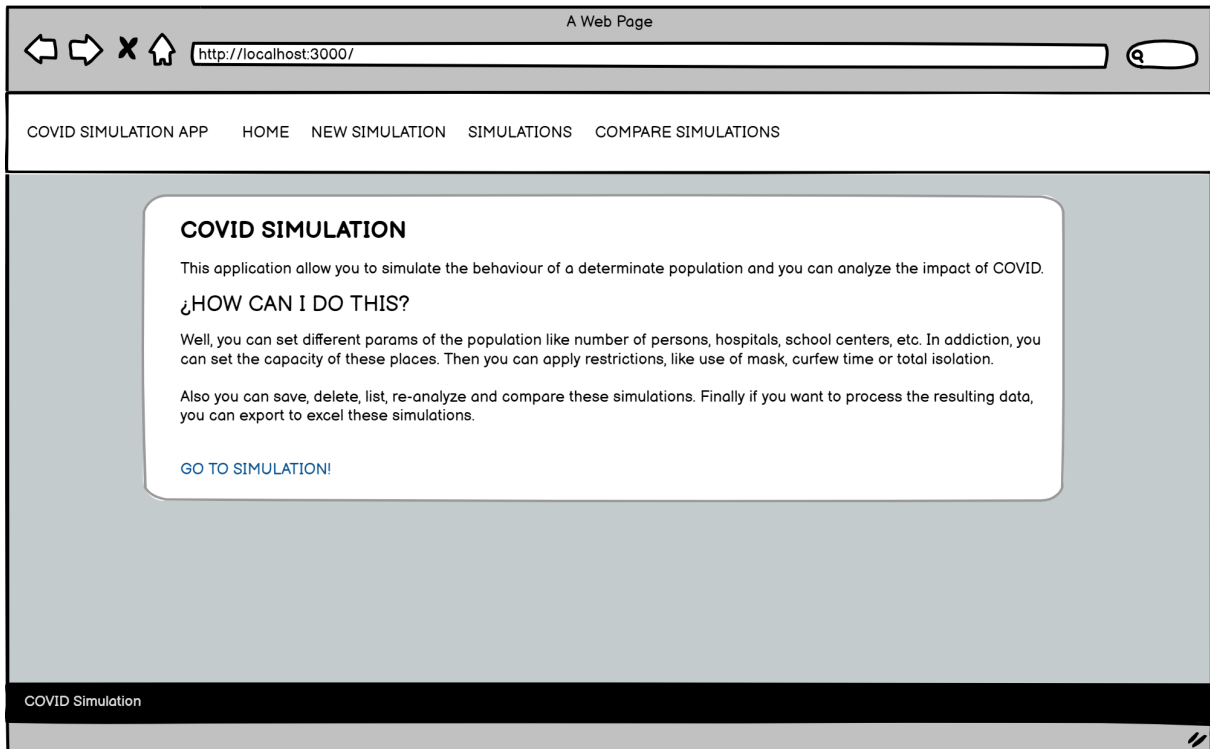 A Web Page
http://localhost:3000/
COVID SIMULATION APP HOME NEW SIMULATION SIMULATIONS COMPARE SIMULATIONS
COVID SIMULATION
This application allow you to simulate the behaviour of a determinate population and you can analyze the impact of COVID.
¿HOW CAN I DO THIS?
Well, you can set different params of the population like number of persons, hospitals, school centers, etc. In addiction, you
can set the capacity of these places. Then you can apply restrictions, like use of mask, curfew time or total isolation.
Also you can save, delete, list, re-analyze and compare these simulations. Finally if you want to process the resulting data,
you can export to excel these simulations.
GO TO SIMULATION!
COVID Simulation